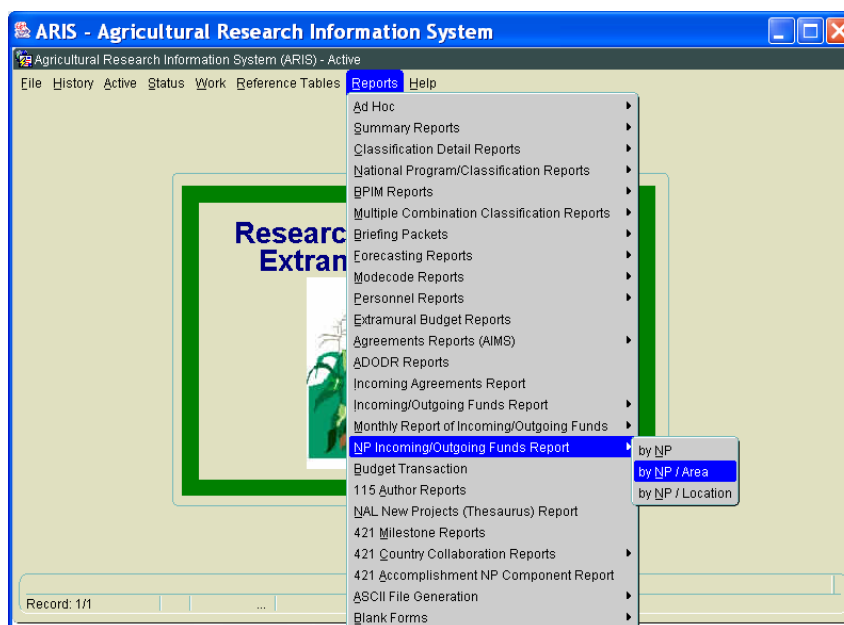 ARIS - Agricultural Research Information System
Agricultural Research Information System (ARIS) - Active
File History Active Status Work Reference Tables Reports Help
Ad Hoc
Summary Reports
Classification Detail Reports
National Program/Classification Reports
BPIM Reports
Multiple Combination Classification Reports
Researc
Briefing Packets
Extran
Forecasting Reports
Modecode Reports
Personnel Reports
Extramural Budget Reports
Agreements Reports (AIMS)
ADODR Reports
Incoming Agreements Report
Incoming/Outgoing Funds Report
Monthly Report of Incoming/Outgoing Funds
NP Incoming/Outgoing Funds Report
by NP
by NP / Area
by NP / Location
Budget Transaction
115 Author Reports
NAL New Projects (Thesaurus) Report
421 Milestone Reports
421 Country Collaboration Reports
421 Accomplishment NP Component Report
ASCII File Generation
Blank Forms
Record: 1/1
...